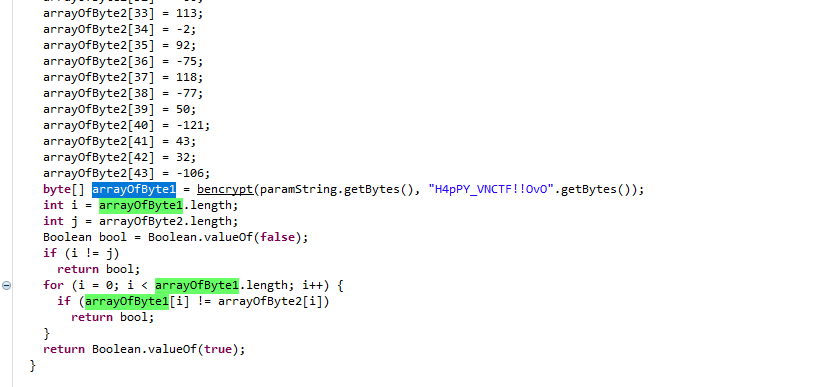 arrayOfByte2[33] = 113;
arrayOfByte2[34] = -2;
arrayOfByte2[35] = 92;
arrayOfByte2[36] = -75;
arrayOfByte2[37] = 118;
arrayOfByte2[38] = -77;
arrayOfByte2[39] = 50;
arrayOfByte2[40] = -121;
arrayOfByte2[41] = 43;
arrayOfByte2[42] = 32;
arrayOfByte2[43] = -106;
byte[] arrayOfByte1 = bencrypt(paramString.getBytes(), "H4pPY_VNCTF!!OvO".getBytes());
int i = arrayOfByte1.length;
int j = arrayOfByte2.length;
Boolean bool = Boolean.valueOf(false);
if (i != j)
return bool;
for (i = 0; i < arrayOfByte1.length; i++) {
if (arrayOfByte1[i] != arrayOfByte2[i])
return bool;
}
return Boolean.valueOf(true);
}